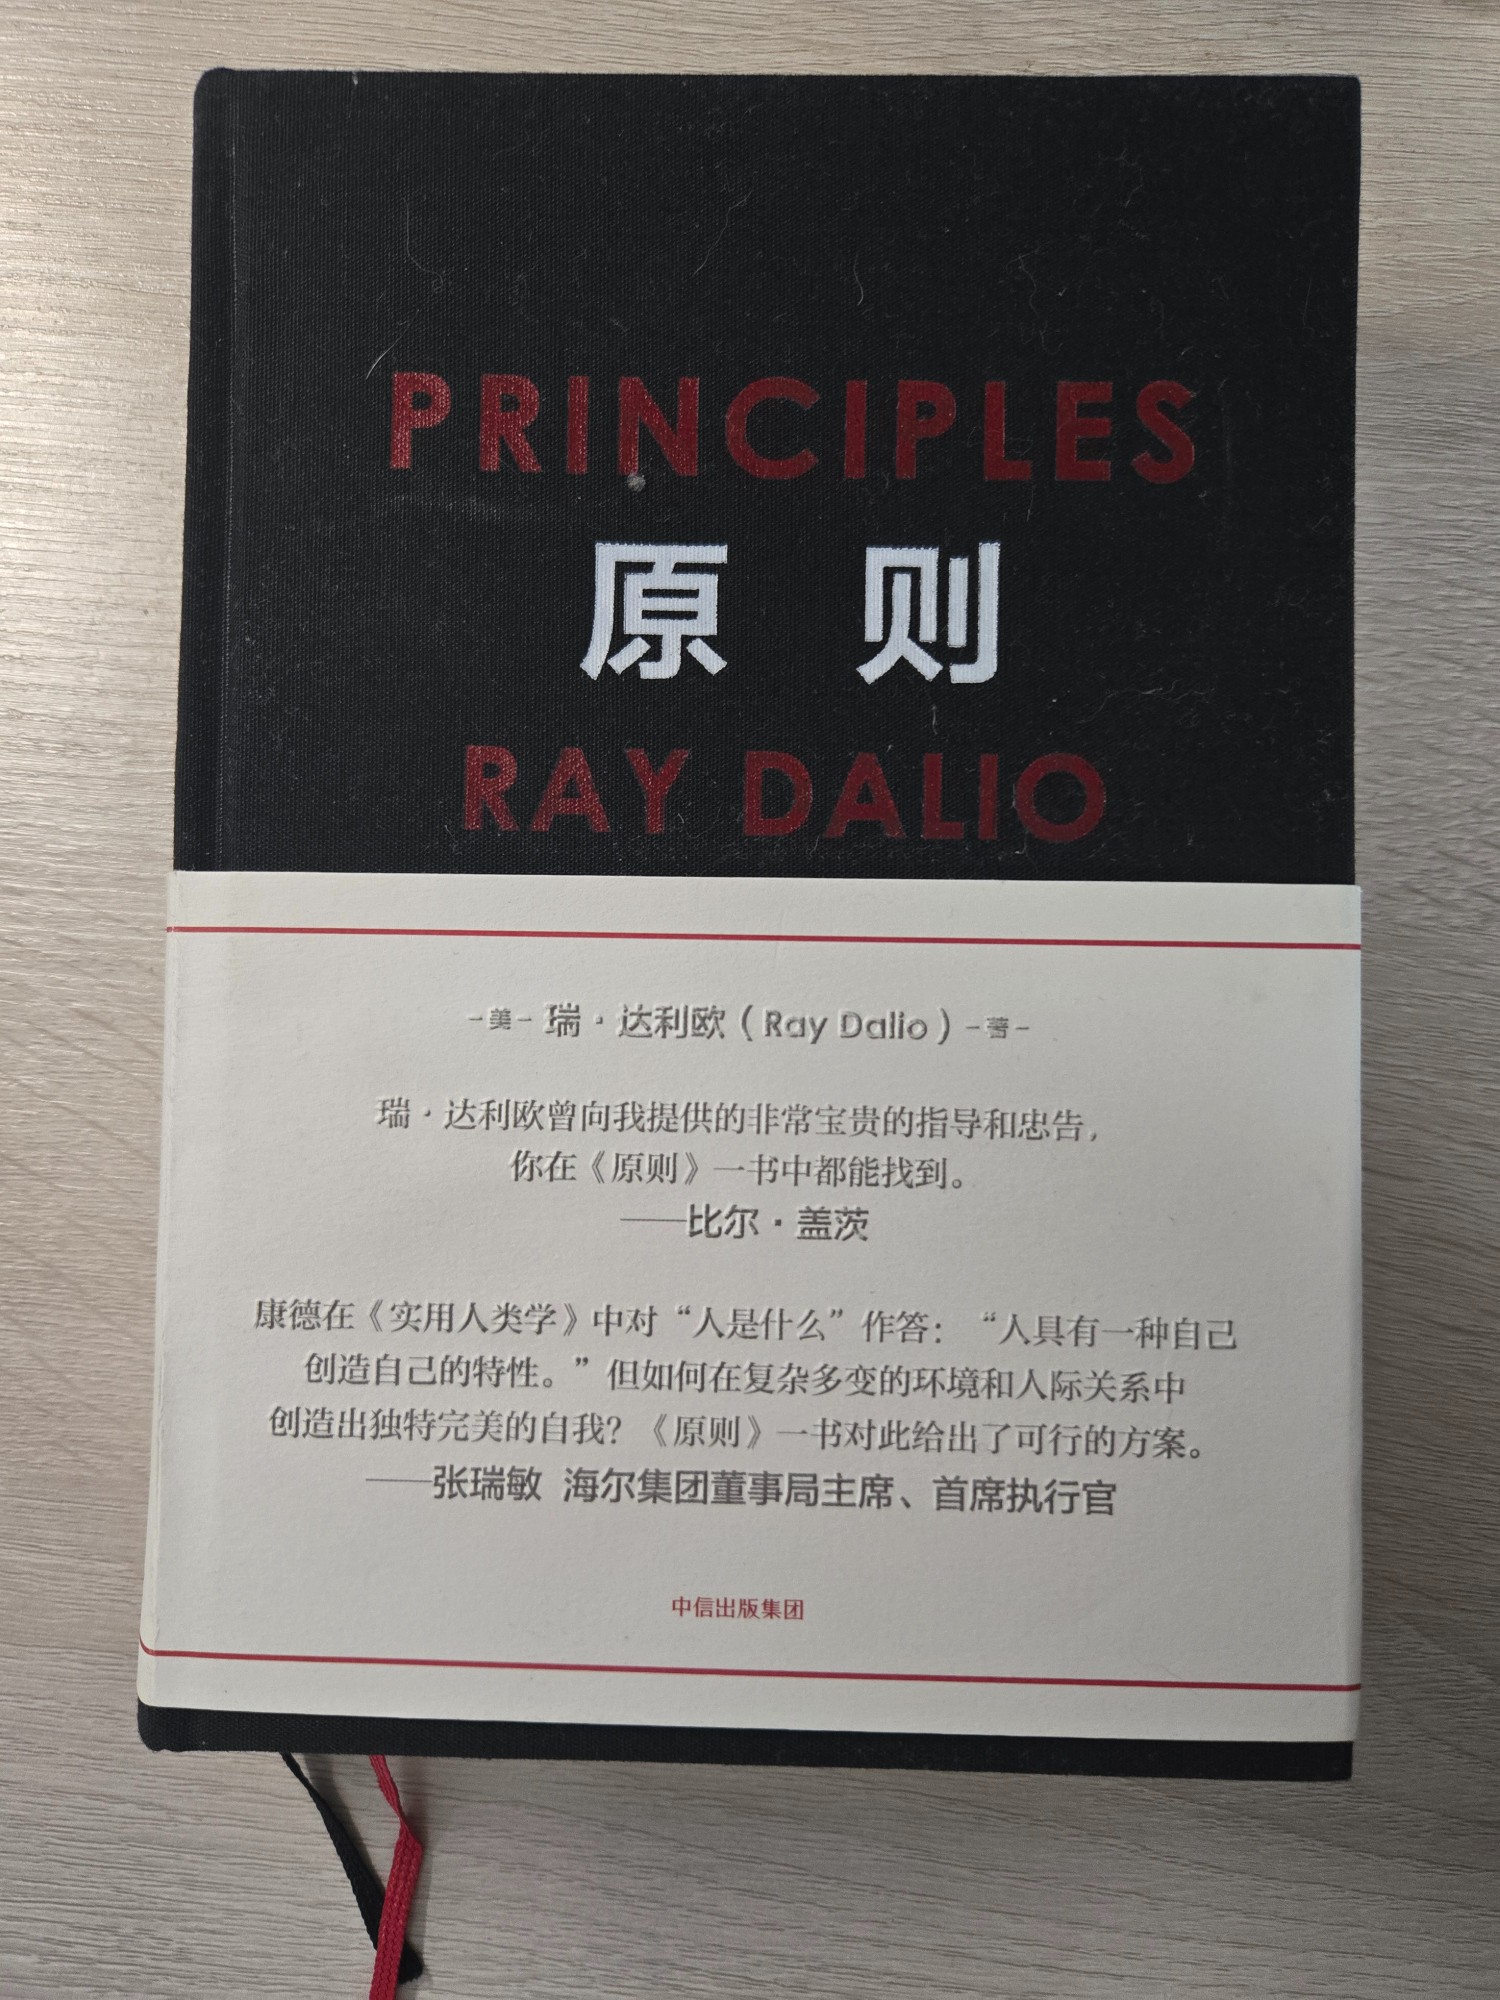 PRINCIPLES
原则
RAY DALIO
-美- 瑞·达利欧（Ray Dalio）-著-
瑞·达利欧曾向我提供的非常宝贵的指导和忠告，
你在《原则》一书中都能找到。
——比尔·盖茨
康德在《实用人类学》中对“人是什么”作答：“人具有一种自己
创造自己的特性。”但如何在复杂多变的环境和人际关系中
创造出独特完美的自我？《原则》一书对此给出了可行的方案。
——张瑞敏 海尔集团董事局主席、首席执行官
中信出版集团